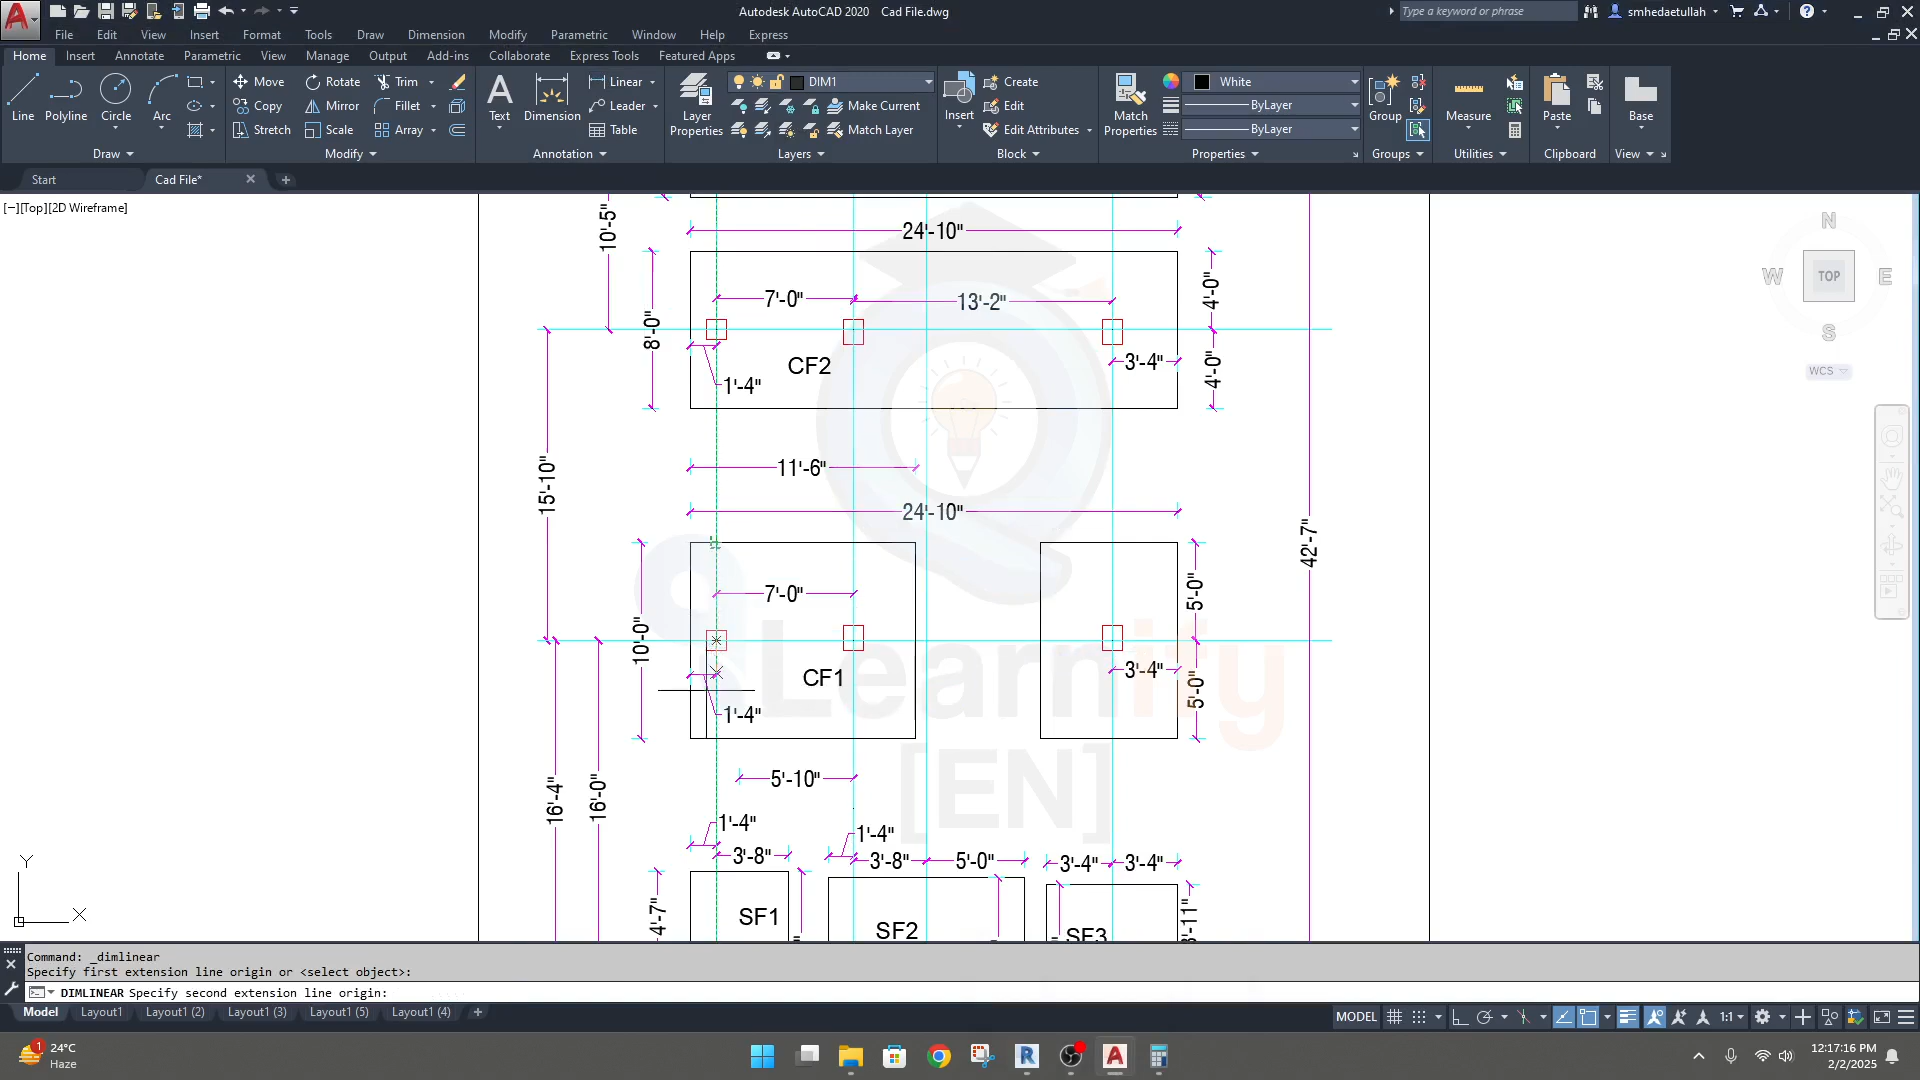 Autodesk AutoCAD 2020 Cad File.dwg
Type a keyword or phrase
smhedaetullah
File Edit View Insert Format Tools Draw Dimension Modify Parametric Window Help Express
Home Insert Annotate Parametric View Manage Output Add-ins Collaborate Express Tools Featured Apps
Line Polyline Circle Arc
Move Rotate Trim
Copy Mirror Fillet
Stretch Scale Array
Text Dimension
Linear
Leader
Table
Layer Properties
DIM1
Make Current
Match Layer
Insert
Create
Edit
Edit Attributes
Match Properties
White
ByLayer
ByLayer
Group
Measure
Paste
Base
Draw Modify Annotation Layers Block Properties Groups Utilities Clipboard View
Start Cad File*
[−][Top][2D Wireframe]
N
W TOP E
S
WCS
10'-5"
24'-10"
7'-0" 13'-2"
4'-0"
8'-0"
CF2
3'-4"
4'-0"
1'-4"
15'-10"
11'-6"
24'-10"
42'-7"
7'-0"
5'-0"
10'-0"
CF1
3'-4"
5'-0"
1'-4"
Learnity
[EN]
5'-10"
16'-4"
16'-0"
1'-4" 1'-4"
3'-8" 3'-8" 5'-0" 3'-4" 3'-4"
4'-7"
SF1
SF2
SF3
Y
X
Command: _dimlinear
Specify first extension line origin or <select object>:
DIMLINEAR Specify second extension line origin:
Model Layout1 Layout1 (2) Layout1 (3) Layout1 (5) Layout1 (4)
MODEL
1:1
1
24°C
Haze
12:17:16 PM
2/2/2025